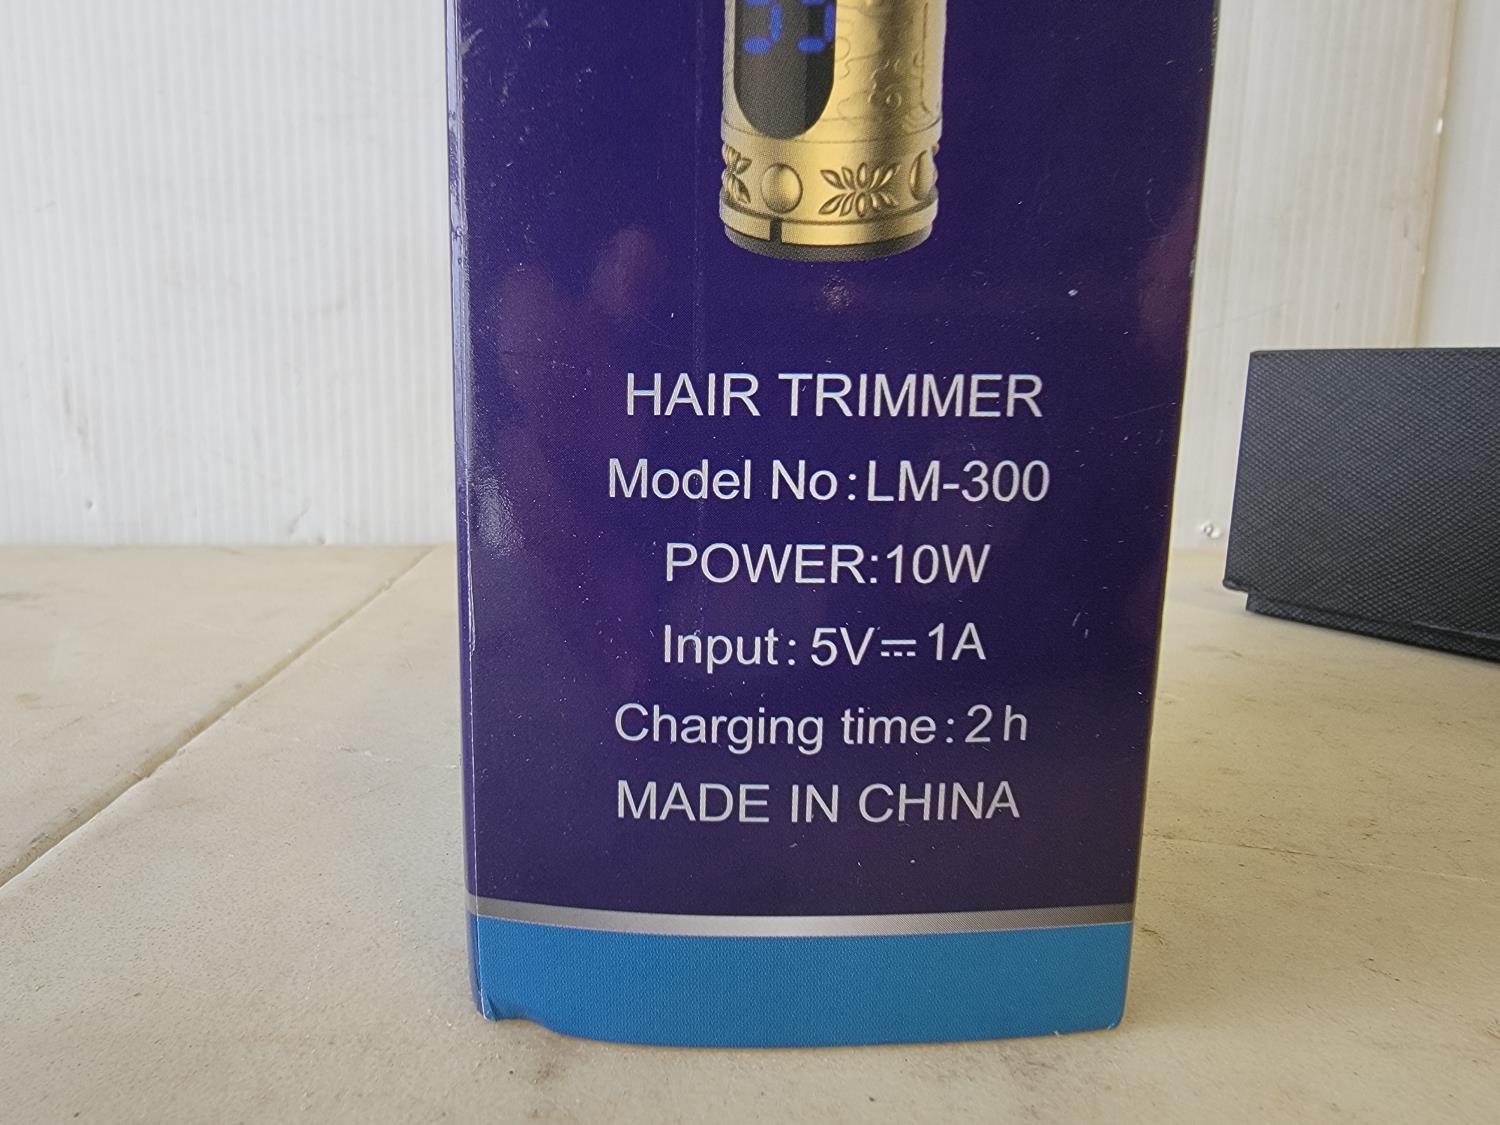 HAIR TRIMMER
Model No:LM-300
POWER:10W
Input: 5V⎓1A
Charging time:2h
MADE IN CHINA